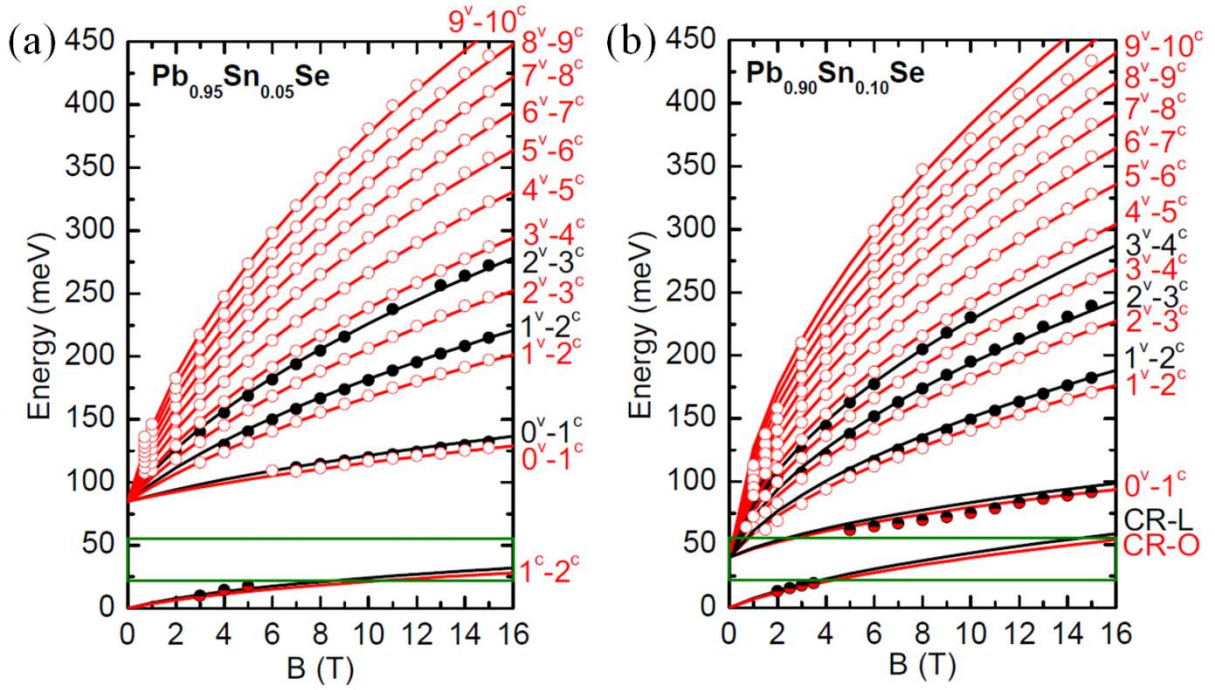 (a)
Pb0.95Sn0.05Se
Energy (meV)
450
400
350
300
250
200
150
100
50
0
0 2 4 6 8 10 12 14 16
B (T)
9v-10c
8v-9c
7v-8c
6v-7c
5v-6c
4v-5c
3v-4c
2v-3c
2v-3c
1v-2c
1v-2c
0v-1c
0v-1c
1c-2c
(b)
Pb0.90Sn0.10Se
Energy (meV)
450
400
350
300
250
200
150
100
50
0
0 2 4 6 8 10 12 14 16
B (T)
9v-10c
8v-9c
7v-8c
6v-7c
5v-6c
4v-5c
3v-4c
3v-4c
2v-3c
2v-3c
1v-2c
1v-2c
0v-1c
CR-L
CR-O